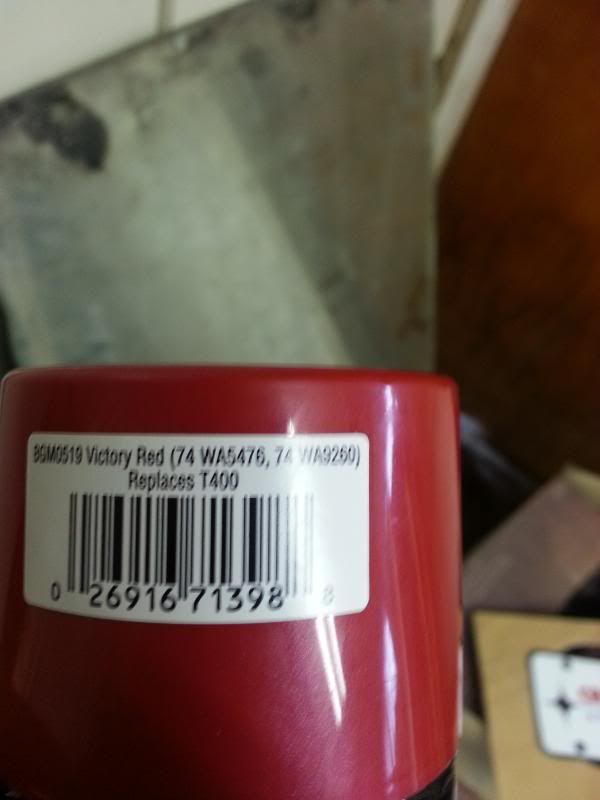 BGM0519 Victory Red (74 WA5476, 74 WA9260)
Replaces T400
0 26916 71398 8